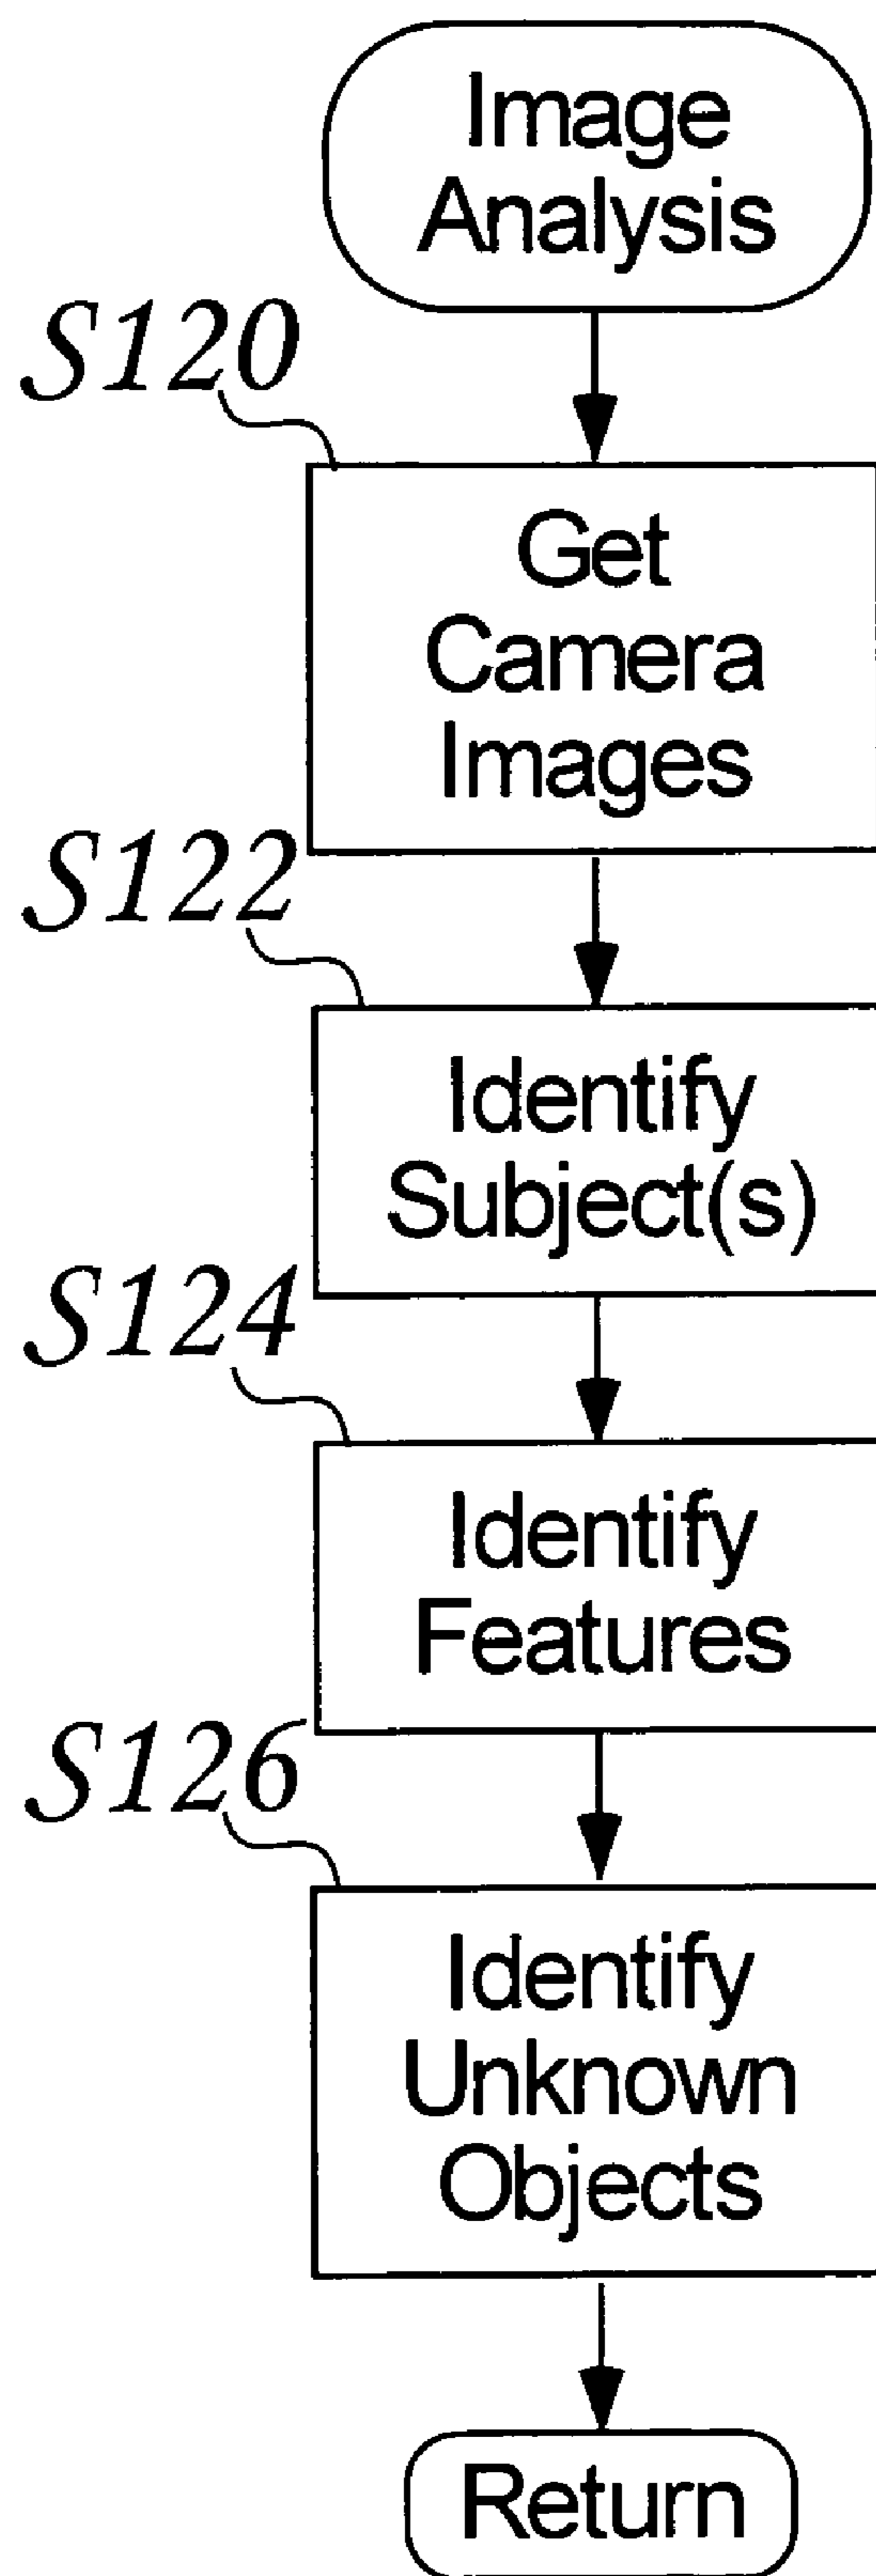 Image
Analysis
S120
Get
Camera
Images
S122
Identify
Subject(s)
S124
Identify
Features
S126
Identify
Unknown
Objects
Return